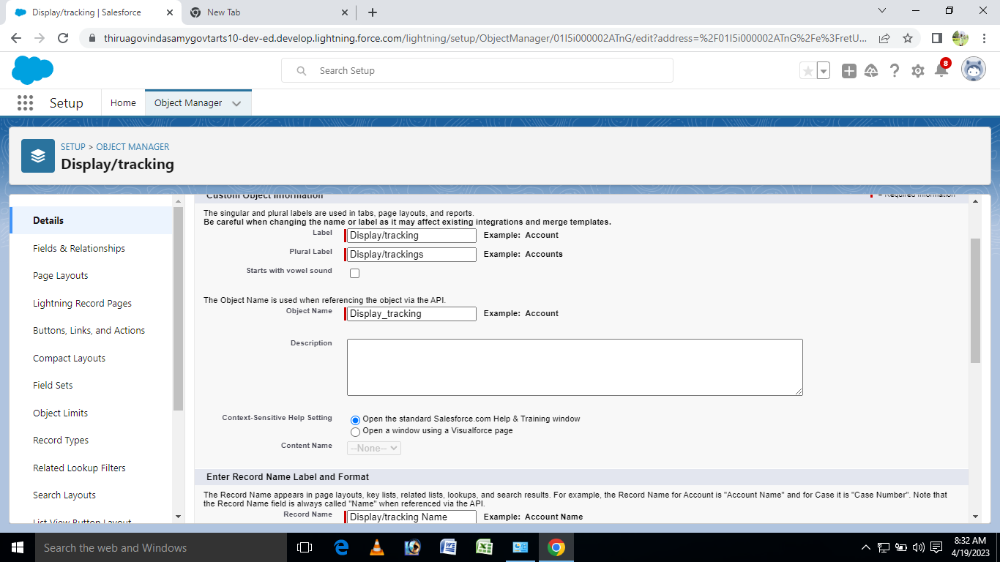 Display/tracking | Salesforce
New Tab
thiruagovindasamygovtarts10-dev-ed.develop.lightning.force.com/lightning/setup/ObjectManager/01I5i000002ATnG/edit?address=%2F01I5i000002ATnG%2Fe%3FretU...
Search Setup
8
Setup
Home
Object Manager
SETUP > OBJECT MANAGER
Display/tracking
Details
Fields & Relationships
Page Layouts
Lightning Record Pages
Buttons, Links, and Actions
Compact Layouts
Field Sets
Object Limits
Record Types
Related Lookup Filters
Search Layouts
List View Button Layout
Custom Object Information
= Required Information
The singular and plural labels are used in tabs, page layouts, and reports.
Be careful when changing the name or label as it may affect existing integrations and merge templates.
Label Display/tracking Example: Account
Plural Label Display/trackings Example: Accounts
Starts with vowel sound
The Object Name is used when referencing the object via the API.
Object Name Display_tracking Example: Account
Description
Context-Sensitive Help Setting Open the standard Salesforce.com Help & Training window
Open a window using a Visualforce page
Content Name --None--
Enter Record Name Label and Format
The Record Name appears in page layouts, key lists, related lists, lookups, and search results. For example, the Record Name for Account is "Account Name" and for Case it is "Case Number". Note that
the Record Name field is always called "Name" when referenced via the API.
Record Name Display/tracking Name Example: Account Name
Search the web and Windows
8:32 AM
4/19/2023